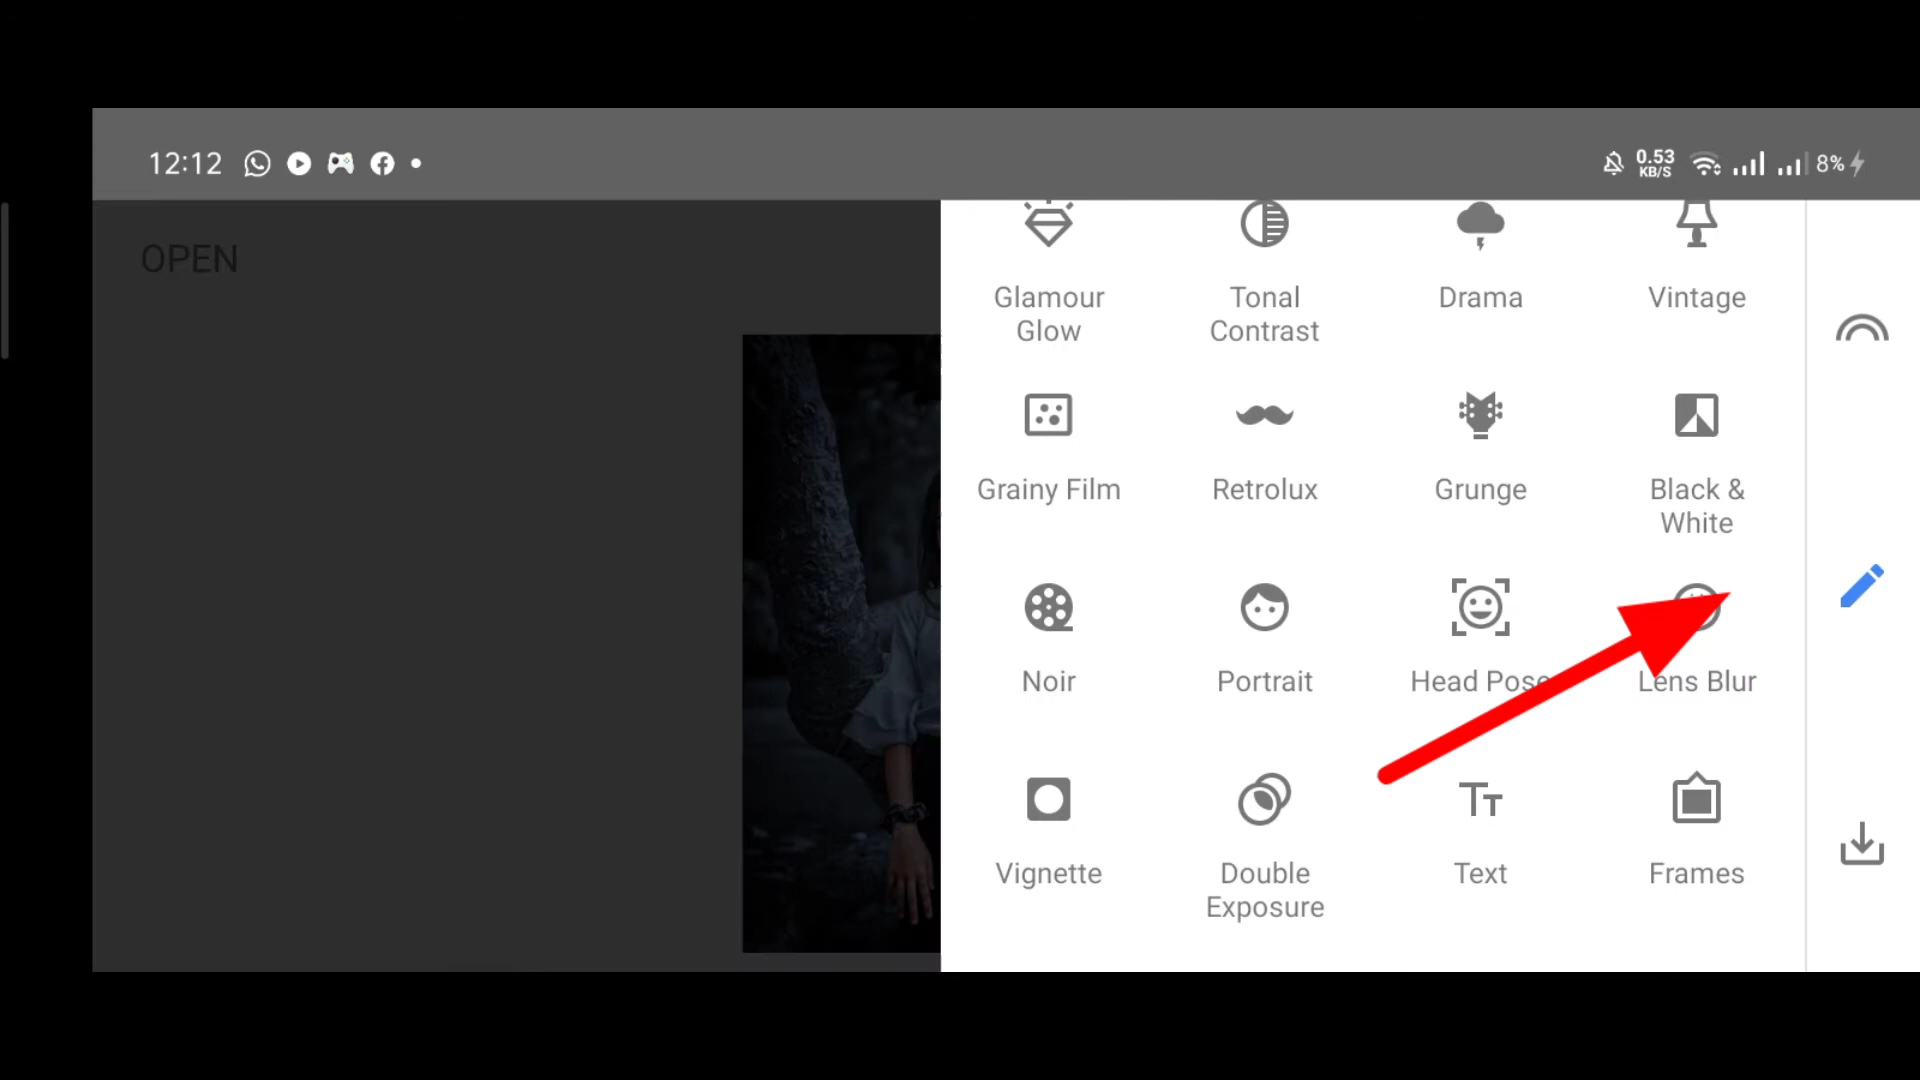 12:12
0.53
KB/S
8%
OPEN
Glamour
Glow
Tonal
Contrast
Drama
Vintage
Grainy Film
Retrolux
Grunge
Black &
White
Noir
Portrait
Head Pose
Lens Blur
Vignette
Double
Exposure
Text
Frames